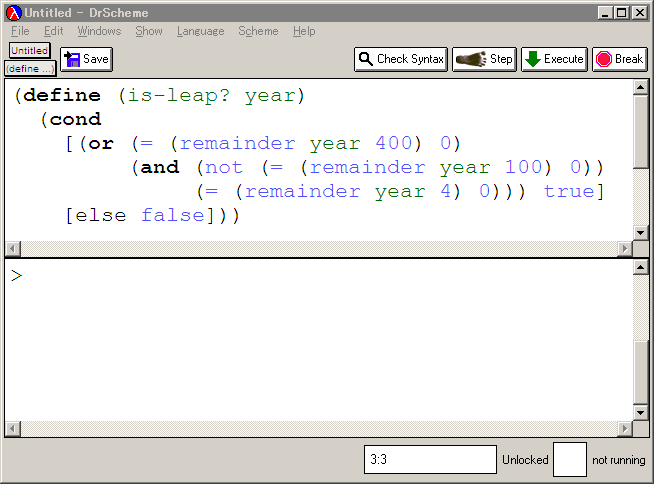 Untitled - DrScheme
File Edit Windows Show Language Scheme Help
Untitled
(define ...)
Save
Check Syntax
Step
Execute
Break
(define (is-leap? year)
(cond
[(or (= (remainder year 400) 0)
(and (not (= (remainder year 100) 0))
(= (remainder year 4) 0))) true]
[else false]))
>
3:3
Unlocked
not running